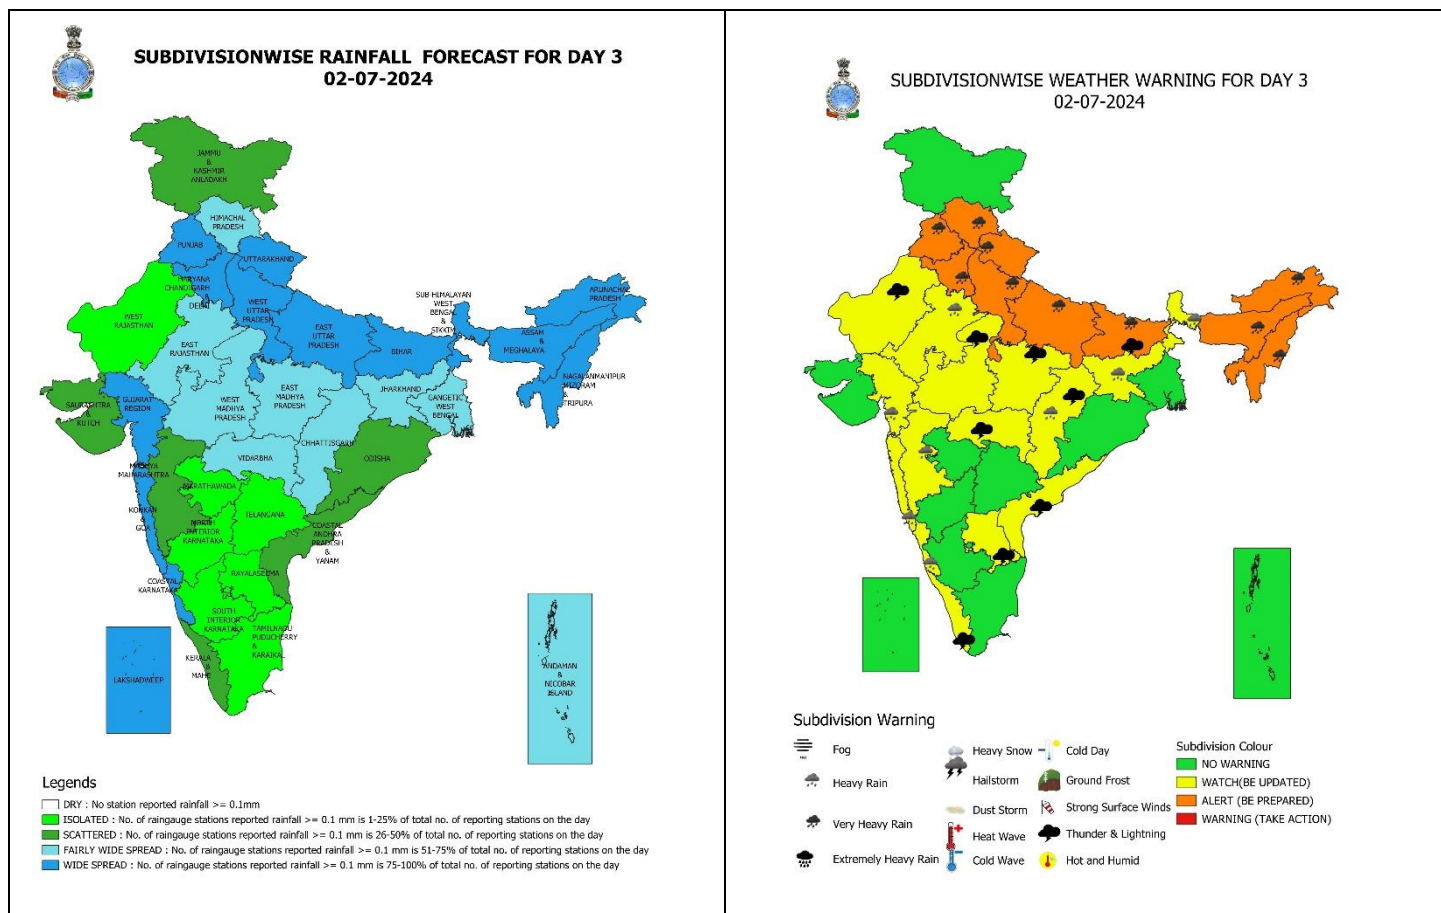 SUBDIVISIONWISE RAINFALL FORECAST FOR DAY 3
02-07-2024
JAMMU
&
KASHMIR
ANLADAKH
HIMACHAL
PRADESH
PUNJAB
UTTARAKHAND
HARYANA
CHANDIGARH
&
DELHI
WEST
UTTAR
PRADESH
EAST
UTTAR
PRADESH
BIHAR
SUB-HIMALAYAN
WEST
BENGAL
&
SIKKIM
ARUNACHAL
PRADESH
ASSAM
&
MEGHALAYA
NAGALANMANIPUR
MIZORAM
&
TRIPURA
WEST
RAJASTHAN
EAST
RAJASTHAN
SAURASHTRA
&
KUTCH
GUJARAT
REGION
WEST
MADHYA
PRADESH
EAST
MADHYA
PRADESH
JHARKHAND
GANGETIC
WEST
BENGAL
CHHATTISGARH
ODISHA
VIDARBHA
MADHYA
MAHARASHTRA
MARATHAWADA
KONKAN
&
GOA
NORTH
INTERIOR
KARNATAKA
TELANGANA
COASTAL
ANDHRA
PRADESH
&
YANAM
RAYALASEEMA
COASTAL
KARNATAKA
SOUTH
INTERIOR
KARNATAKA
TAMILNADU
PUDUCHERRY
&
KARAIKAL
KERALA
&
MAHE
LAKSHADWEEP
ANDAMAN
&
NICOBAR
ISLAND
Legends
DRY : No station reported rainfall >= 0.1mm
ISOLATED : No. of raingauge stations reported rainfall >= 0.1 mm is 1-25% of total no. of reporting stations on the day
SCATTERED : No. of raingauge stations reported rainfall >= 0.1 mm is 26-50% of total no. of reporting stations on the day
FAIRLY WIDE SPREAD : No. of raingauge stations reported rainfall >= 0.1 mm is 51-75% of total no. of reporting stations on the day
WIDE SPREAD : No. of raingauge stations reported rainfall >= 0.1 mm is 75-100% of total no. of reporting stations on the day
SUBDIVISIONWISE WEATHER WARNING FOR DAY 3
02-07-2024
Subdivision Warning
Fog
Heavy Rain
Very Heavy Rain
Extremely Heavy Rain
Heavy Snow
Hailstorm
Dust Storm
Heat Wave
Cold Wave
Cold Day
Ground Frost
Strong Surface Winds
Thunder & Lightning
Hot and Humid
Subdivision Colour
NO WARNING
WATCH(BE UPDATED)
ALERT (BE PREPARED)
WARNING (TAKE ACTION)